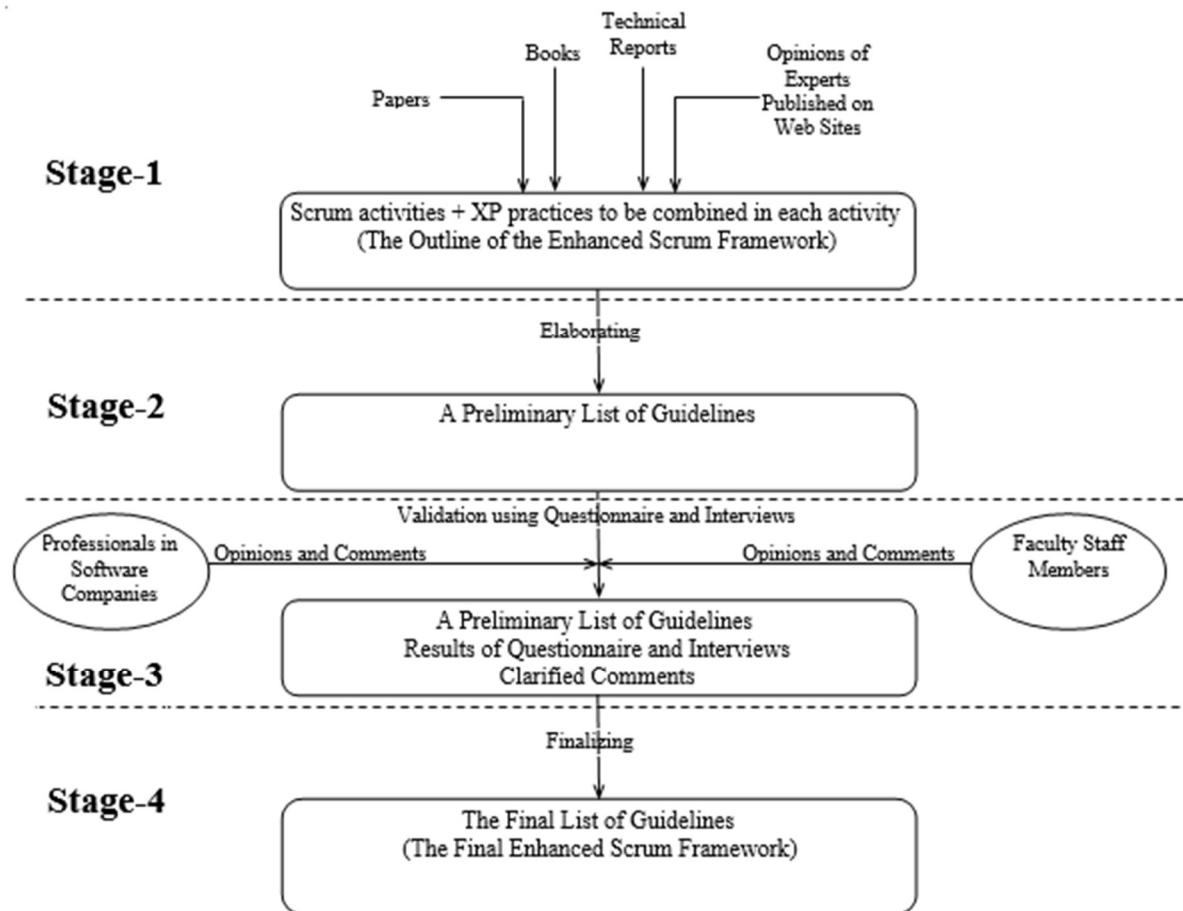 Technical
Reports
Books
Opinions of
Experts
Published on
Web Sites
Papers
Stage-1
Scrum activities + XP practices to be combined in each activity
(The Outline of the Enhanced Scrum Framework)
Elaborating
Stage-2
A Preliminary List of Guidelines
Validation using Questionnaire and Interviews
Professionals in
Software
Companies
Opinions and Comments
Opinions and Comments
Faculty Staff
Members
A Preliminary List of Guidelines
Results of Questionnaire and Interviews
Clarified Comments
Stage-3
Finalizing
Stage-4
The Final List of Guidelines
(The Final Enhanced Scrum Framework)